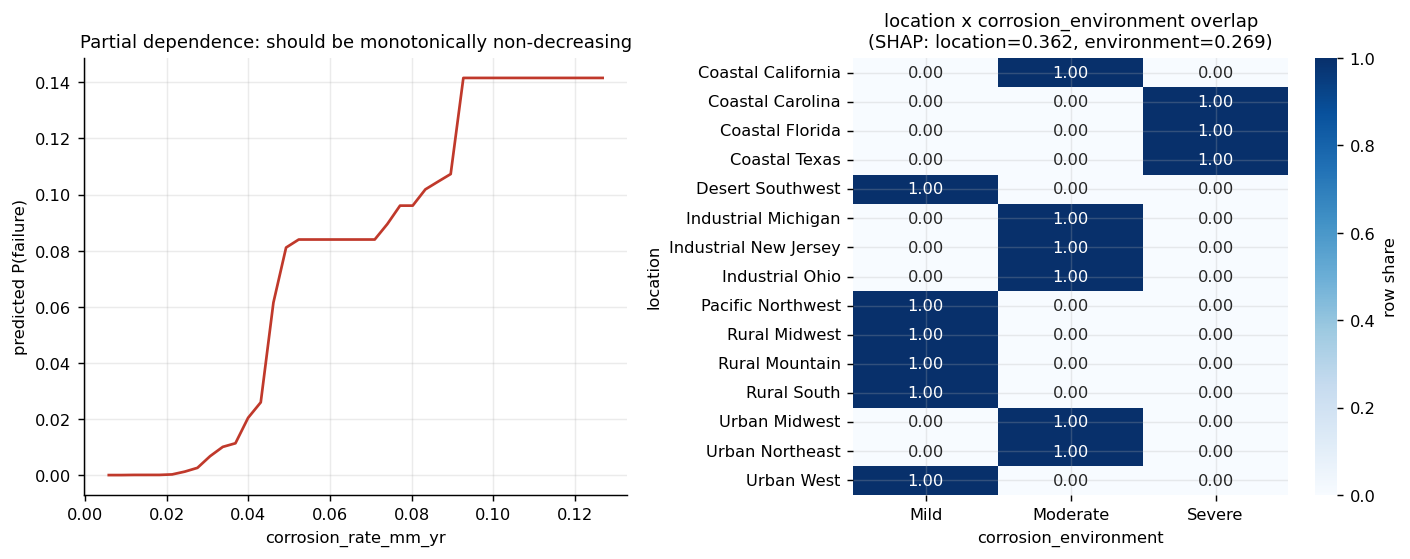 Partial dependence: should be monotonically non-decreasing
0.14
0.12
0.10
0.08
0.06
0.04
0.02
0.00
predicted P(failure)
0.00 0.02 0.04 0.06 0.08 0.10 0.12
corrosion_rate_mm_yr
location x corrosion_environment overlap
(SHAP: location=0.362, environment=0.269)
location
Coastal California 0.00 1.00 0.00
Coastal Carolina 0.00 0.00 1.00
Coastal Florida 0.00 0.00 1.00
Coastal Texas 0.00 0.00 1.00
Desert Southwest 1.00 0.00 0.00
Industrial Michigan 0.00 1.00 0.00
Industrial New Jersey 0.00 1.00 0.00
Industrial Ohio 0.00 1.00 0.00
Pacific Northwest 1.00 0.00 0.00
Rural Midwest 1.00 0.00 0.00
Rural Mountain 1.00 0.00 0.00
Rural South 1.00 0.00 0.00
Urban Midwest 0.00 1.00 0.00
Urban Northeast 0.00 1.00 0.00
Urban West 1.00 0.00 0.00
Mild Moderate Severe
corrosion_environment
1.0
0.8
0.6
0.4
0.2
0.0
row share